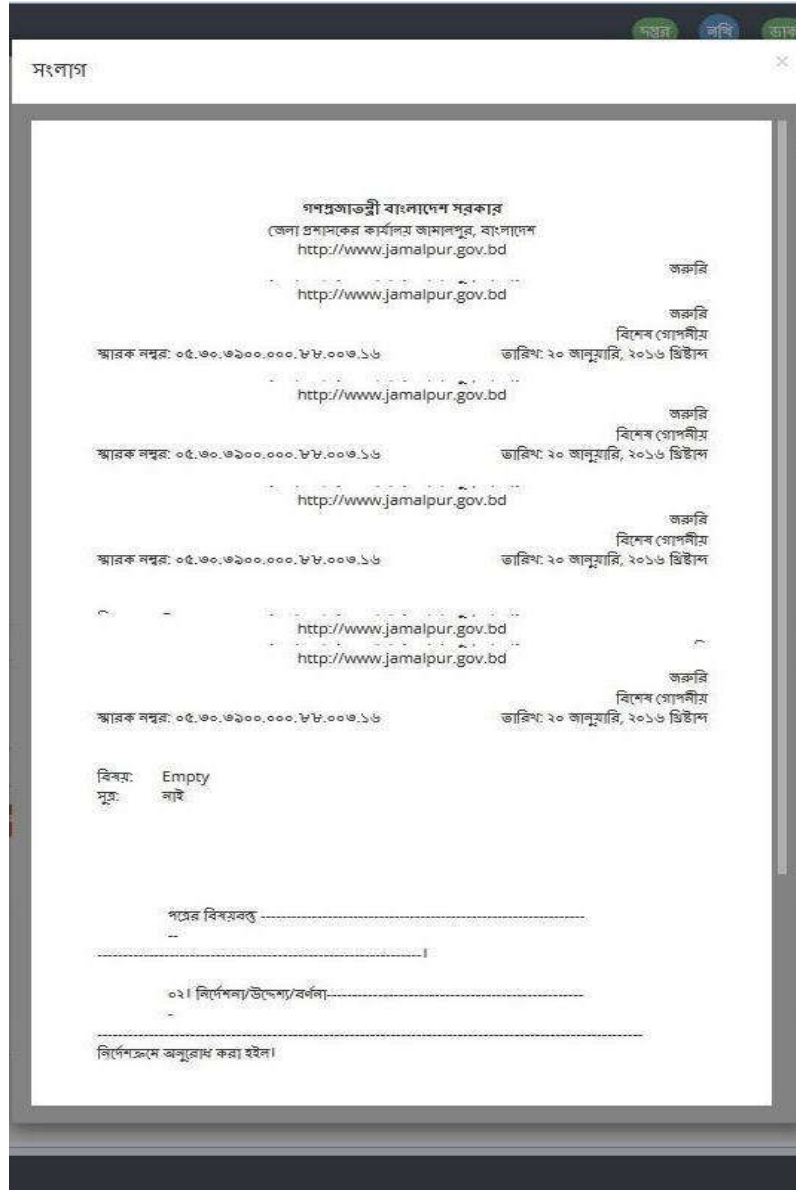 দপ্তর নথি ডাক
সংলাগ
গণপ্রজাতন্ত্রী বাংলাদেশ সরকার
জেলা প্রশাসকের কার্যালয় জামালপুর, বাংলাদেশ
http://www.jamalpur.gov.bd
জরুরি
http://www.jamalpur.gov.bd
জরুরি
বিশেষ গোপনীয়
স্মারক নম্বর: ০৫.৩০.৩৯০০.০০০.৮৮.০০৩.১৬ তারিখ: ২০ জানুয়ারি, ২০১৬ খ্রিষ্টাব্দ
http://www.jamalpur.gov.bd
জরুরি
বিশেষ গোপনীয়
স্মারক নম্বর: ০৫.৩০.৩৯০০.০০০.৮৮.০০৩.১৬ তারিখ: ২০ জানুয়ারি, ২০১৬ খ্রিষ্টাব্দ
http://www.jamalpur.gov.bd
জরুরি
বিশেষ গোপনীয়
স্মারক নম্বর: ০৫.৩০.৩৯০০.০০০.৮৮.০০৩.১৬ তারিখ: ২০ জানুয়ারি, ২০১৬ খ্রিষ্টাব্দ
http://www.jamalpur.gov.bd
http://www.jamalpur.gov.bd
জরুরি
বিশেষ গোপনীয়
স্মারক নম্বর: ০৫.৩০.৩৯০০.০০০.৮৮.০০৩.১৬ তারিখ: ২০ জানুয়ারি, ২০১৬ খ্রিষ্টাব্দ
বিষয়: Empty
সূত্র: নাই
পত্রের বিষয়বস্তু ----------------------------------------------------------------
--
----------------------------------------------------------------।
০২। নির্দেশনা/উদ্দেশ্য/বর্ণনা---------------------------------------------------
-
------------------------------------------------------------------------------------------------------------
নির্দেশক্রমে অনুরোধ করা হইল।